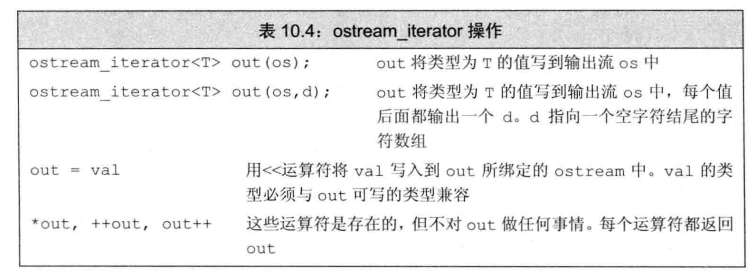 表 10.4：ostream_iterator 操作
ostream_iterator<T> out(os); out 将类型为 T 的值写到输出流 os 中
ostream_iterator<T> out(os,d); out 将类型为 T 的值写到输出流 os 中，每个值
后面都输出一个 d。d 指向一个空字符结尾的字
符数组
out = val 用<<运算符将 val 写入到 out 所绑定的 ostream 中。val 的类
型必须与 out 可写的类型兼容
*out, ++out, out++ 这些运算符是存在的，但不对 out 做任何事情。每个运算符都返回
out